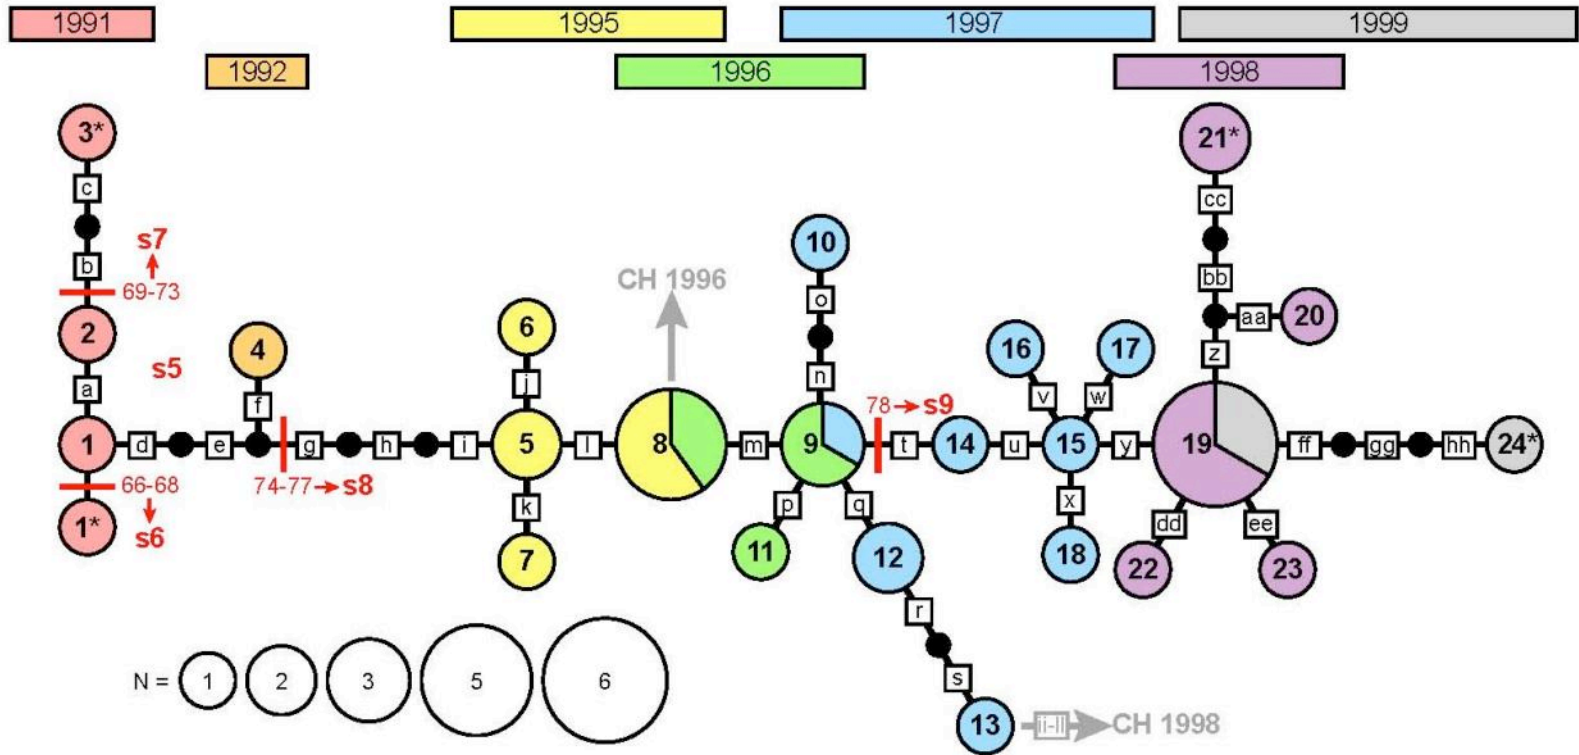 1991
1995
1997
1999
1992
1996
1998
3*
21*
c
cc
s7
10
b
CH 1996
bb
69-73
o
6
16
17
aa
20
2
4
z
s5
j
n
v
w
a
f
78→s9
1
d
e
g
h
i
5
l
8
m
9
t
14
u
15
y
19
ff
gg
hh
24*
66-68
74-77→s8
k
p
q
x
dd
ee
1*
s6
7
11
12
18
22
23
r
s
N = 1 2 3 5 6
13
ii-ll
CH 1998